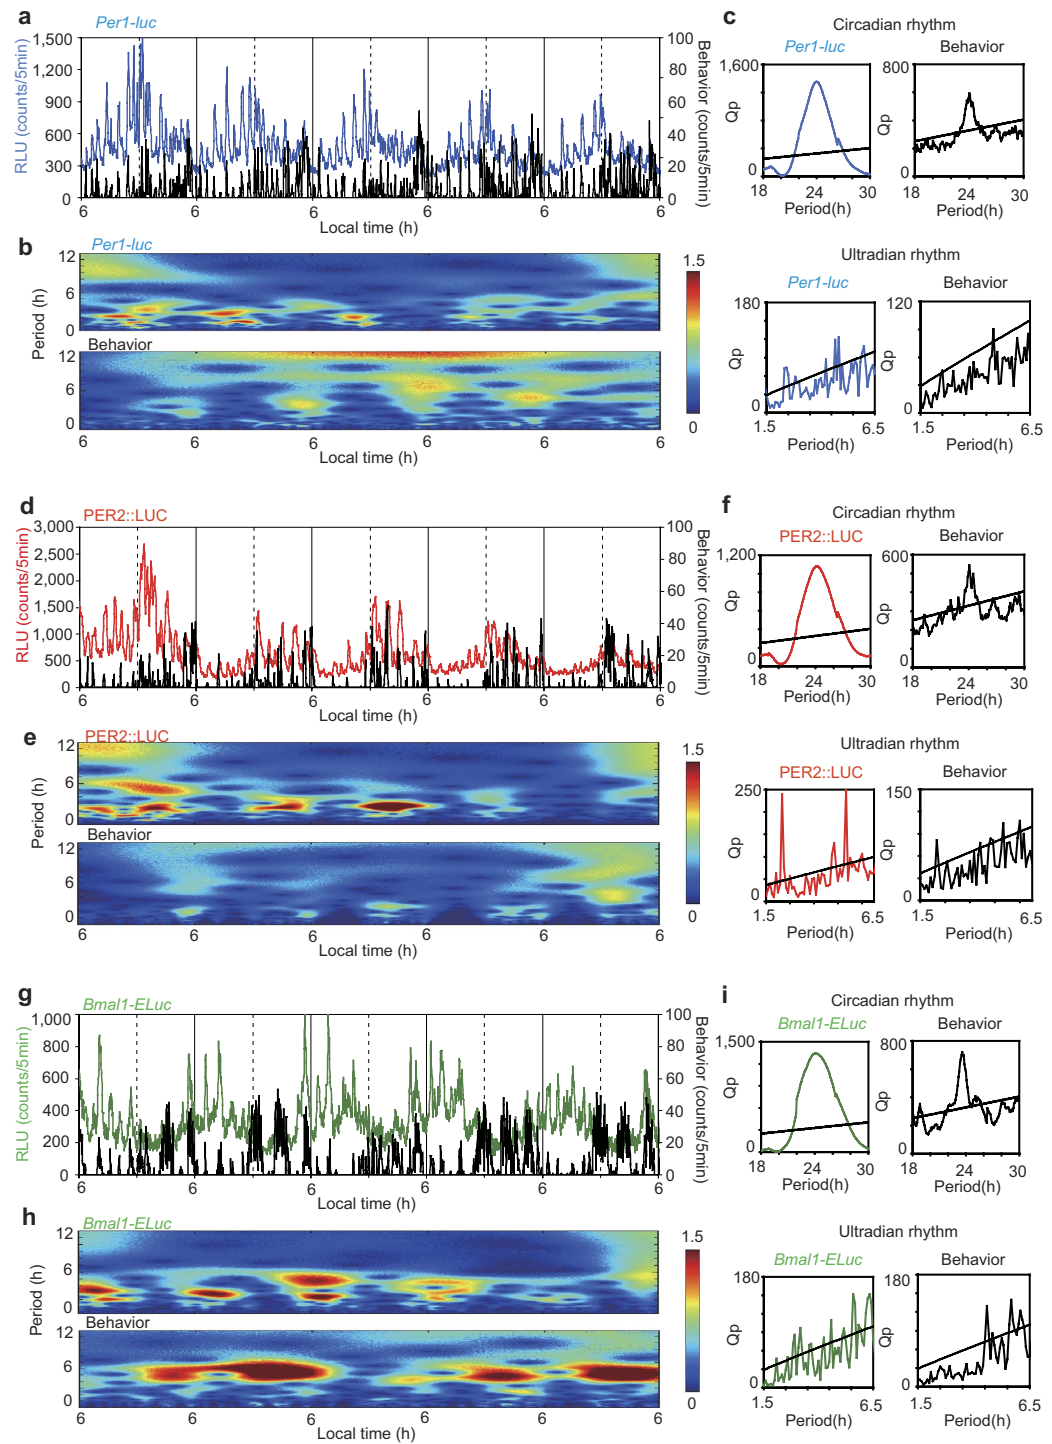 a
Per1-luc
1,500
1,200
900
600
300
0
RLU (counts/5min)
100
80
60
40
20
0
Behavior (counts/5min)
6 6 6 6 6 6
Local time (h)
c
Circadian rhythm
Per1-luc
Behavior
1,600
0
Qp
18 24 30
Period(h)
800
0
Qp
18 24 30
Period(h)
b
Per1-luc
12
6
0
Period (h)
Behavior
12
6
0
6 6 6 6 6 6
Local time (h)
1.5
0
Ultradian rhythm
Per1-luc
Behavior
180
0
Qp
1.5 6.5
Period(h)
120
0
Qp
1.5 6.5
Period(h)
d
PER2::LUC
3,000
2,500
2,000
1,500
1,000
500
0
RLU (counts/5min)
100
80
60
40
20
0
Behavior (counts/5min)
6 6 6 6 6 6
Local time (h)
f
Circadian rhythm
PER2::LUC
Behavior
1,200
0
Qp
18 24 30
Period(h)
600
0
Qp
18 24 30
Period(h)
e
PER2::LUC
12
6
0
Period (h)
Behavior
12
6
0
6 6 6 6 6 6
Local time (h)
1.5
0
Ultradian rhythm
PER2::LUC
Behavior
250
0
Qp
1.5 6.5
Period(h)
150
0
Qp
1.5 6.5
Period(h)
g
Bmal1-ELuc
1,000
800
600
400
200
0
RLU (counts/5min)
100
80
60
40
20
0
Behavior (counts/5min)
6 6 6 6 6 6
Local time (h)
i
Circadian rhythm
Bmal1-ELuc
Behavior
1,500
0
Qp
18 24 30
Period(h)
800
0
Qp
18 24 30
Period(h)
h
Bmal1-ELuc
12
6
0
Period (h)
Behavior
12
6
0
6 6 6 6 6 6
Local time (h)
1.5
0
Ultradian rhythm
Bmal1-ELuc
Behavior
180
0
Qp
1.5 6.5
Period(h)
180
0
Qp
1.5 6.5
Period(h)